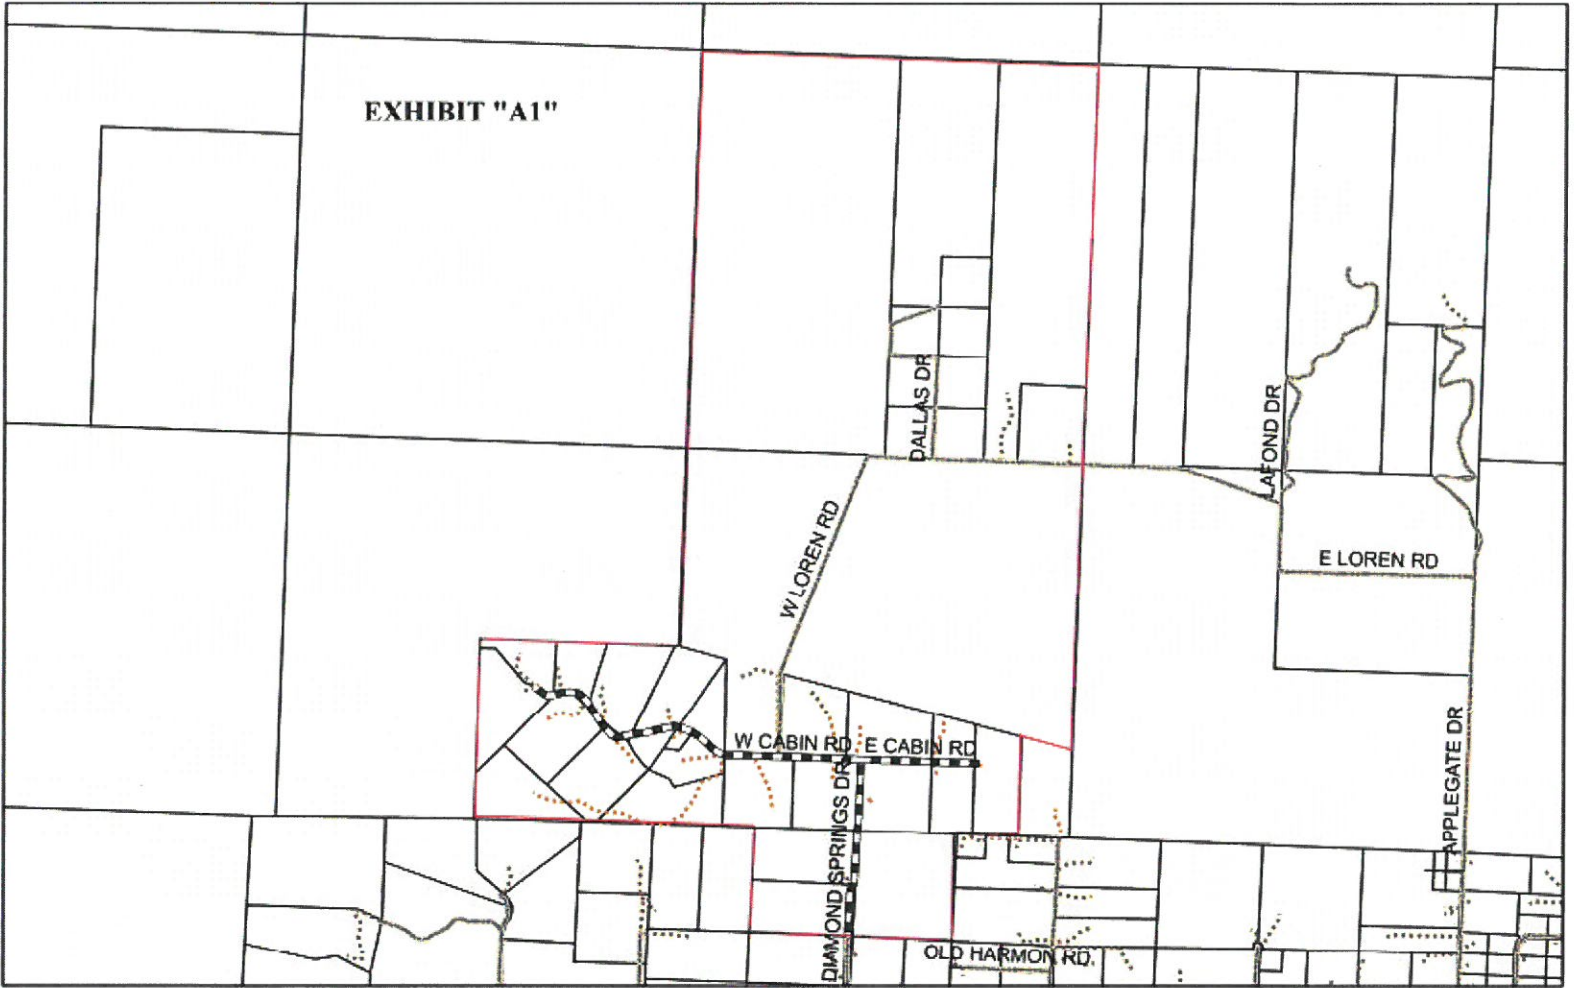 EXHIBIT "A1"
DALLAS DR
LAFOND DR
W LOREN RD
E LOREN RD
W CABIN RD
E CABIN RD
DIAMOND SPRINGS DR
APPLEGATE DR
OLD HARMON RD